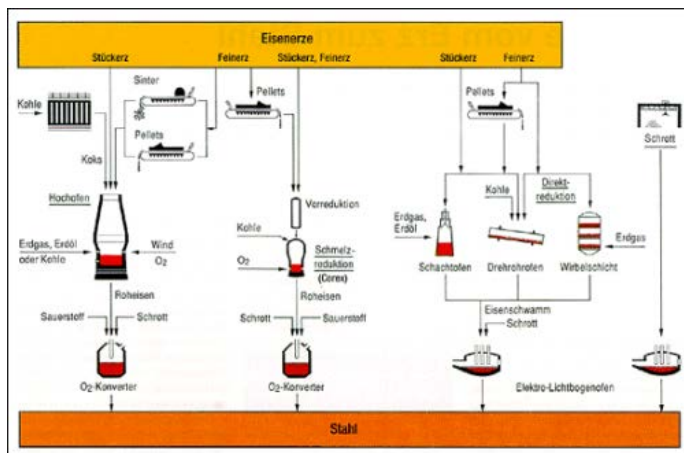 Eisenerze
Stückerz
Feinerz
Stückerz, Feinerz
Stückerz
Feinerz
Sinter
Kohle
Pellets
Pellets
Pellets
Koks
Schrott
Hochofen
Vorreduktion
Kohle
Kohle
Direkt-
reduktion
Erdgas,
Erdöl
Erdgas, Erdöl
oder Kohle
Wind
O₂
O₂
Schmelz-
reduktion
(Corex)
Erdgas
Schachtofen
Drehrohrofen
Wirbelschicht
Roheisen
Roheisen
Eisenschwamm
Schrott
Sauerstoff
Schrott
Schrott
Sauerstoff
O₂-Konverter
O₂-Konverter
Elektro-Lichtbogenofen
Stahl